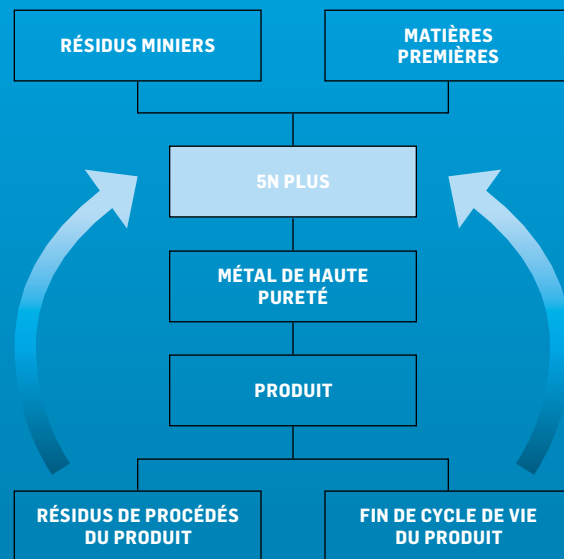 RÉSIDUS MINIERS
MATIÈRES
PREMIÈRES
5N PLUS
MÉTAL DE HAUTE
PURETÉ
PRODUIT
RÉSIDUS DE PROCÉDÉS
DU PRODUIT
FIN DE CYCLE DE VIE
DU PRODUIT